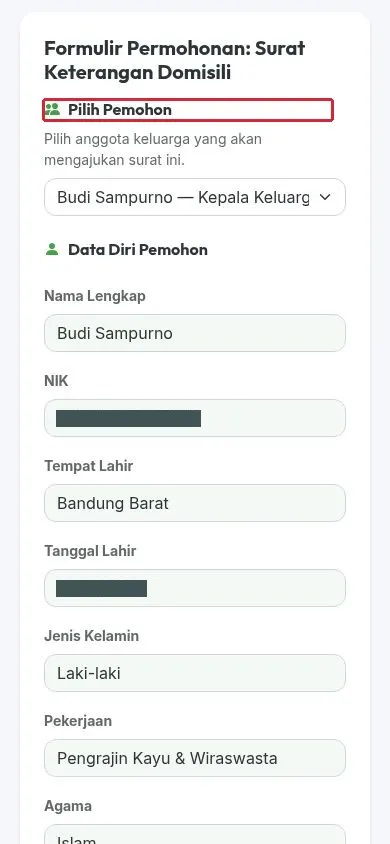 Formulir Permohonan: Surat
Keterangan Domisili
Pilih Pemohon
Pilih anggota keluarga yang akan
mengajukan surat ini.
Budi Sampurno — Kepala Keluarg
Data Diri Pemohon
Nama Lengkap
Budi Sampurno
NIK
Tempat Lahir
Bandung Barat
Tanggal Lahir
Jenis Kelamin
Laki-laki
Pekerjaan
Pengrajin Kayu & Wiraswasta
Agama
Islam